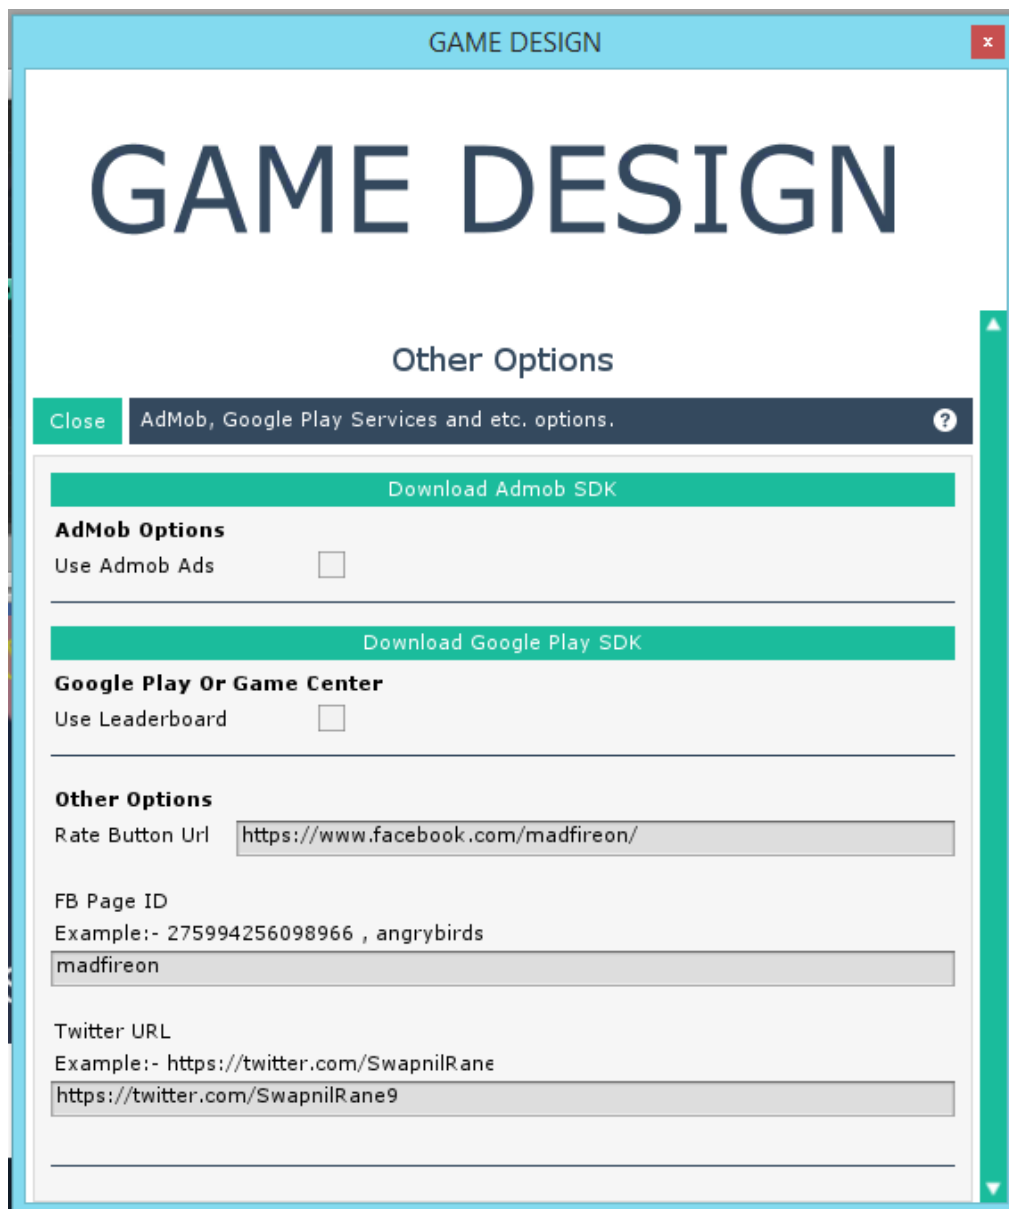 GAME DESIGN
x
GAME DESIGN
Other Options
Close
AdMob, Google Play Services and etc. options.
?
Download Admob SDK
AdMob Options
Use Admob Ads
Download Google Play SDK
Google Play Or Game Center
Use Leaderboard
Other Options
Rate Button Url https://www.facebook.com/madfireon/
FB Page ID
Example:- 275994256098966 , angrybirds
madfireon
Twitter URL
Example:- https://twitter.com/SwapnilRane
https://twitter.com/SwapnilRane9